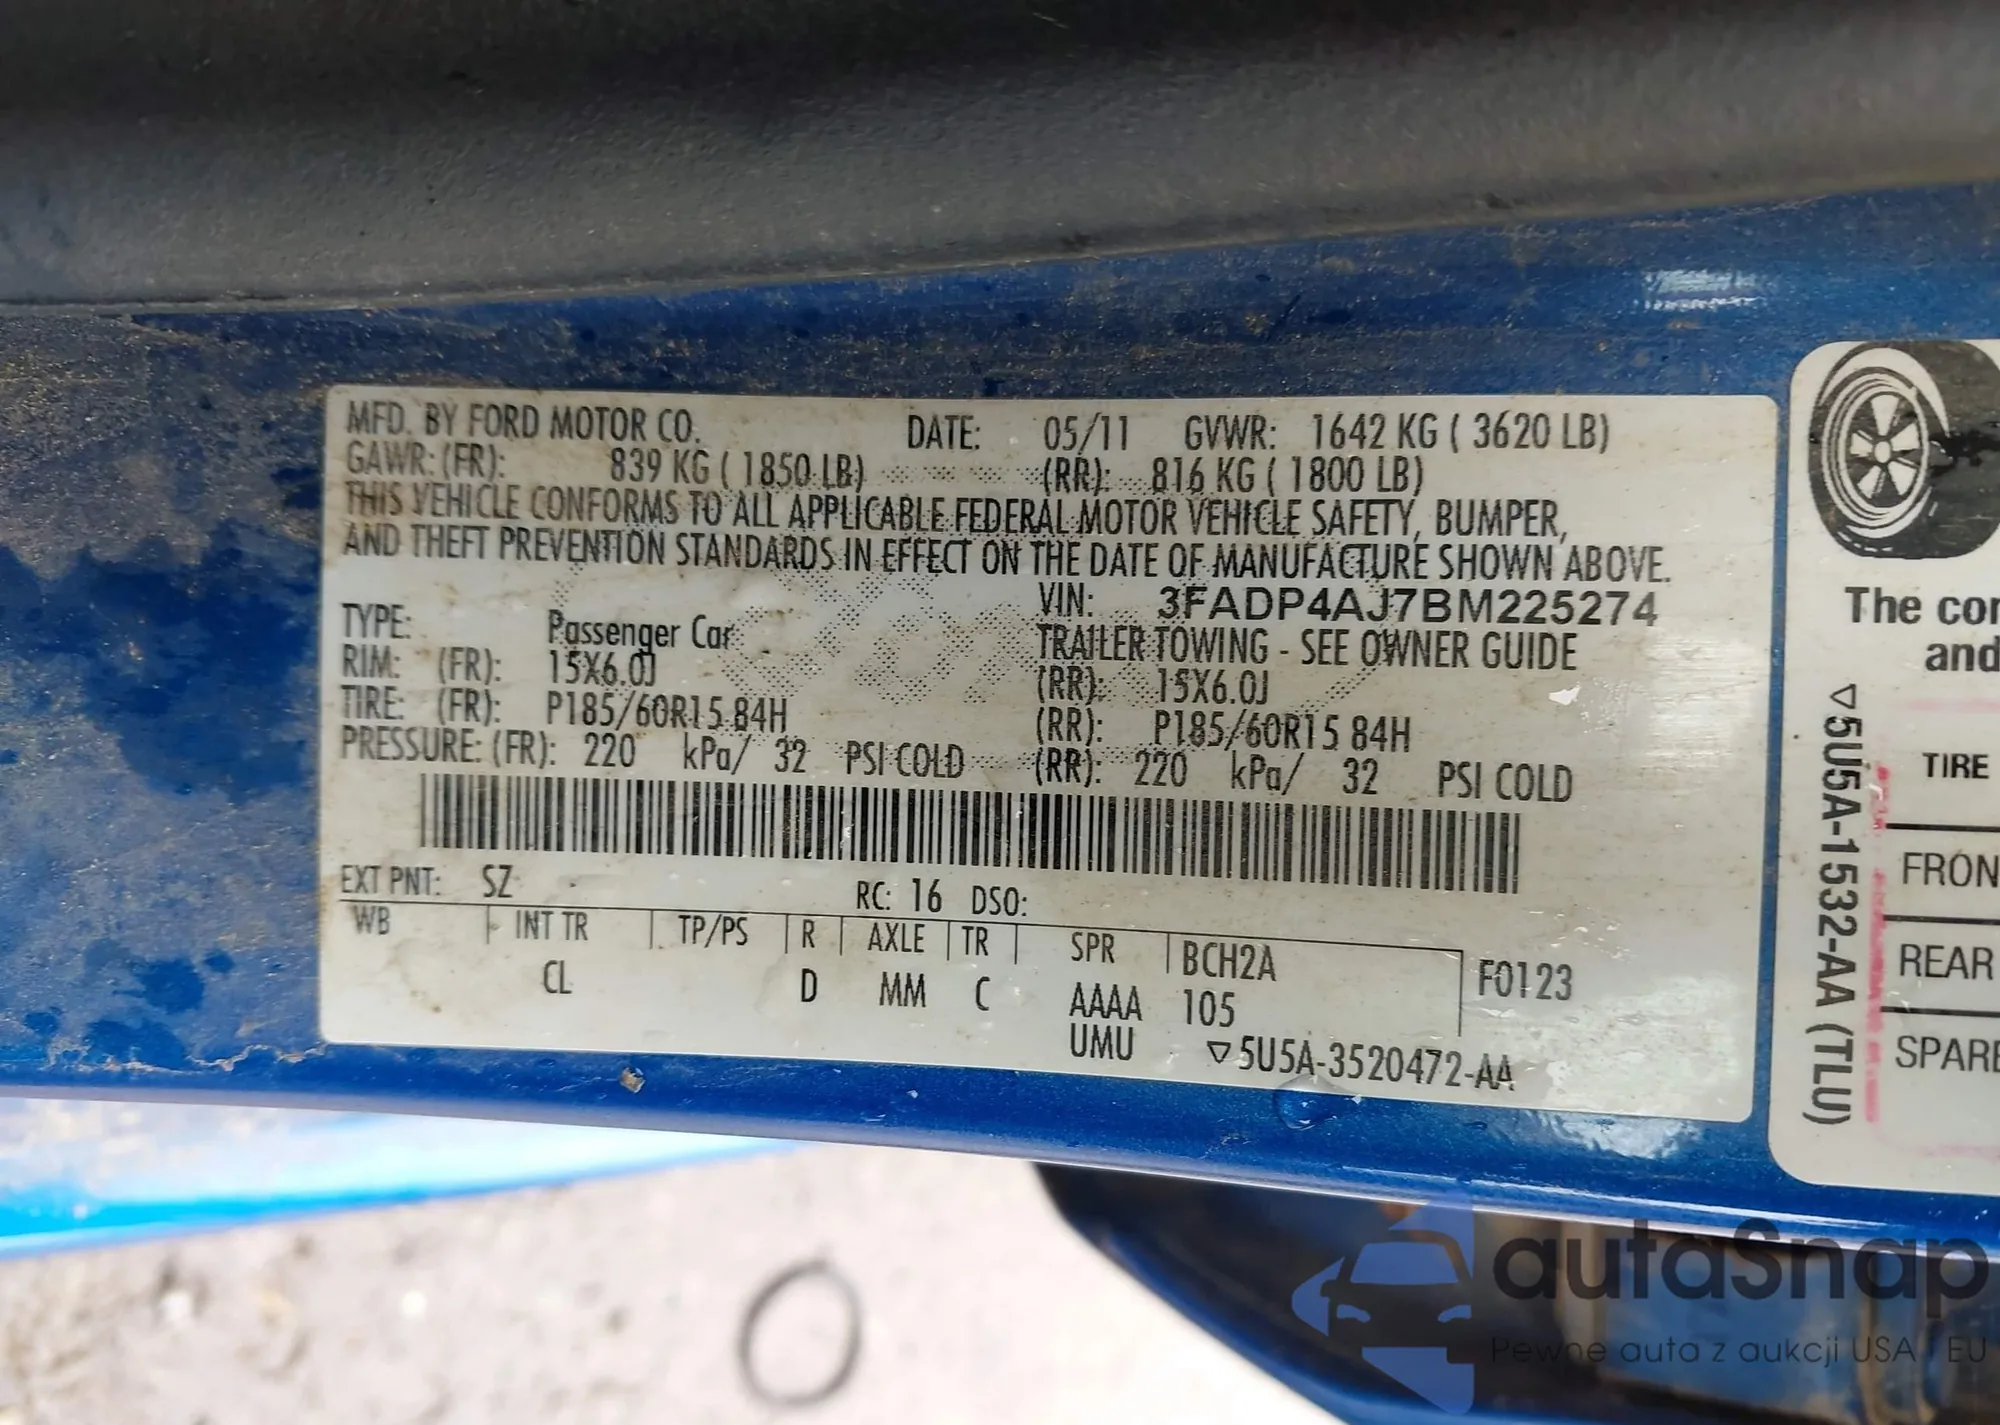 MFD. BY FORD MOTOR CO. DATE: 05/11 GVWR: 1642 KG ( 3620 LB)
GAWR: (FR): 839 KG ( 1850 LB) (RR): 816 KG ( 1800 LB)
THIS VEHICLE CONFORMS TO ALL APPLICABLE FEDERAL MOTOR VEHICLE SAFETY, BUMPER,
AND THEFT PREVENTION STANDARDS IN EFFECT ON THE DATE OF MANUFACTURE SHOWN ABOVE.
VIN: 3FADP4AJ7BM225274
TYPE: Passenger Car TRAILER TOWING - SEE OWNER GUIDE
RIM: (FR): 15X6.0J (RR): 15X6.0J
TIRE: (FR): P185/60R15 84H (RR): P185/60R15 84H
PRESSURE: (FR): 220 kPa/ 32 PSI COLD (RR): 220 kPa/ 32 PSI COLD
EXT PNT: SZ RC: 16 DSO:
WB INT TR TP/PS R AXLE TR SPR BCH2A F0123
CL D MM C AAAA 105
UMU ▽5U5A-3520472-AA
The con
and
▽5U5A-1532-AA (TLU)
TIRE
FRON
REAR
SPARE
autaSnap
Pewne auta z aukcji USA i EU